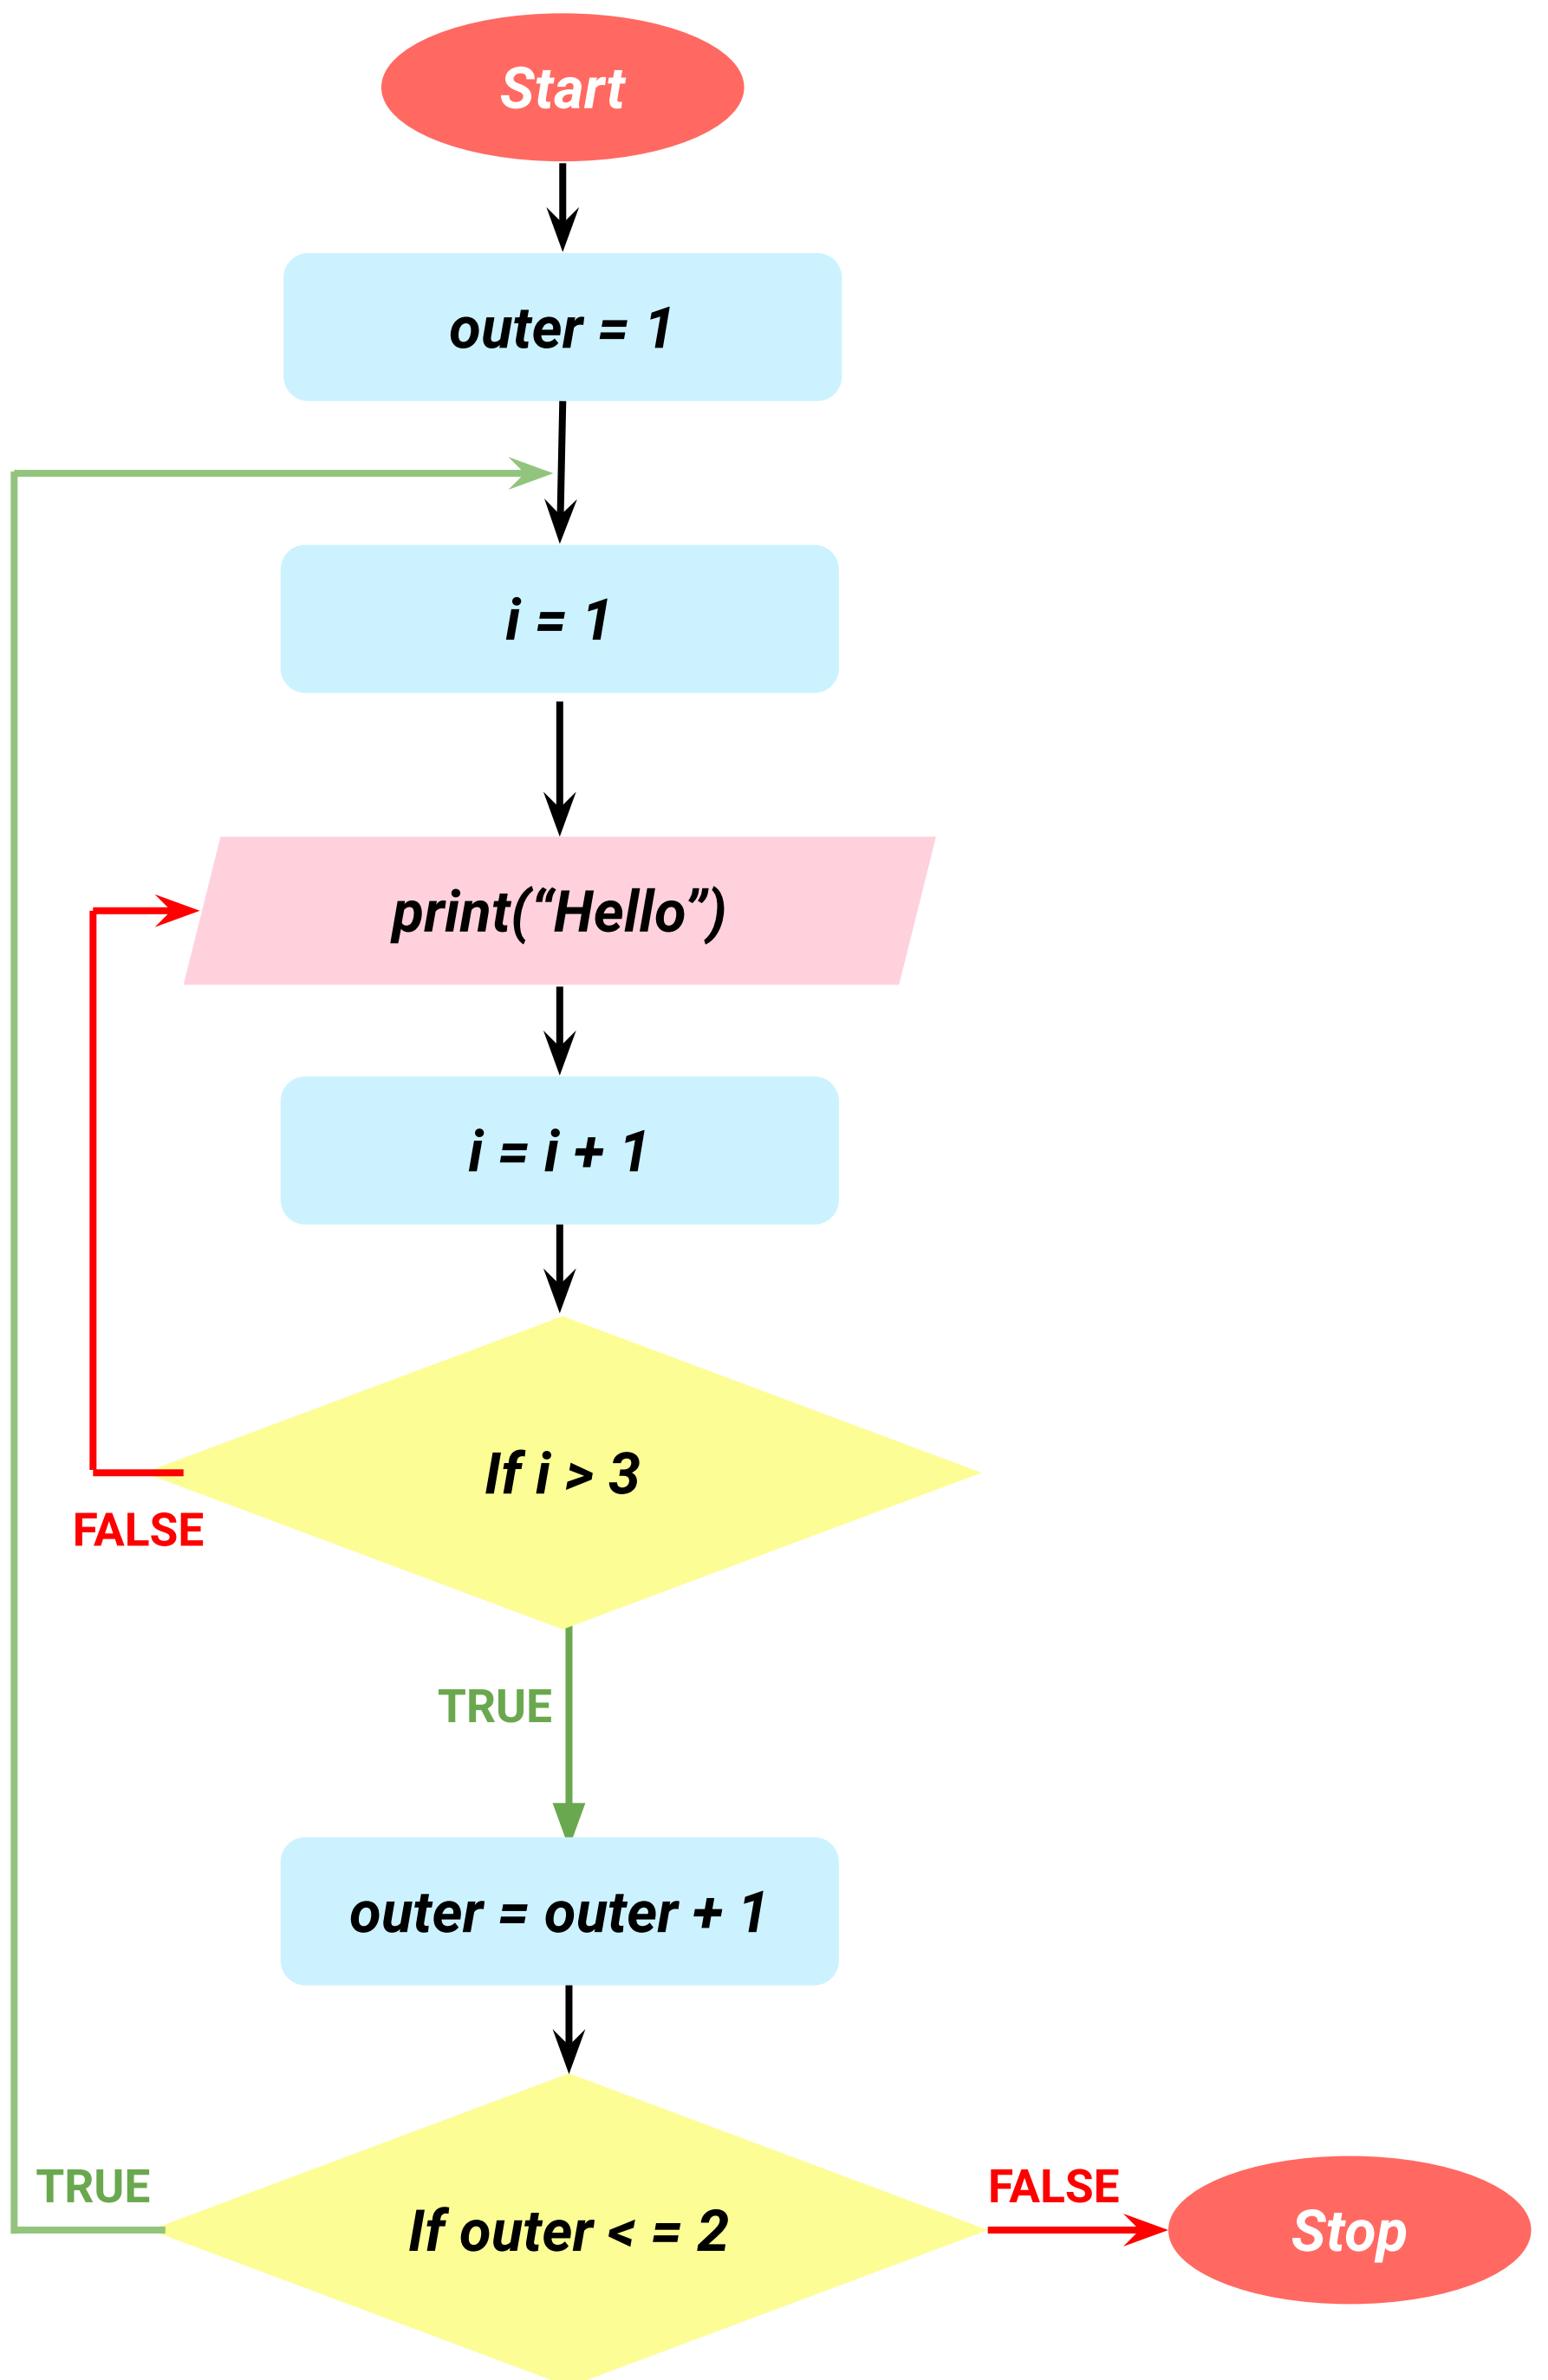 Start
outer = 1
i = 1
print(“Hello”)
i = i + 1
If i > 3
FALSE
TRUE
outer = outer + 1
TRUE
If outer < = 2
FALSE
Stop